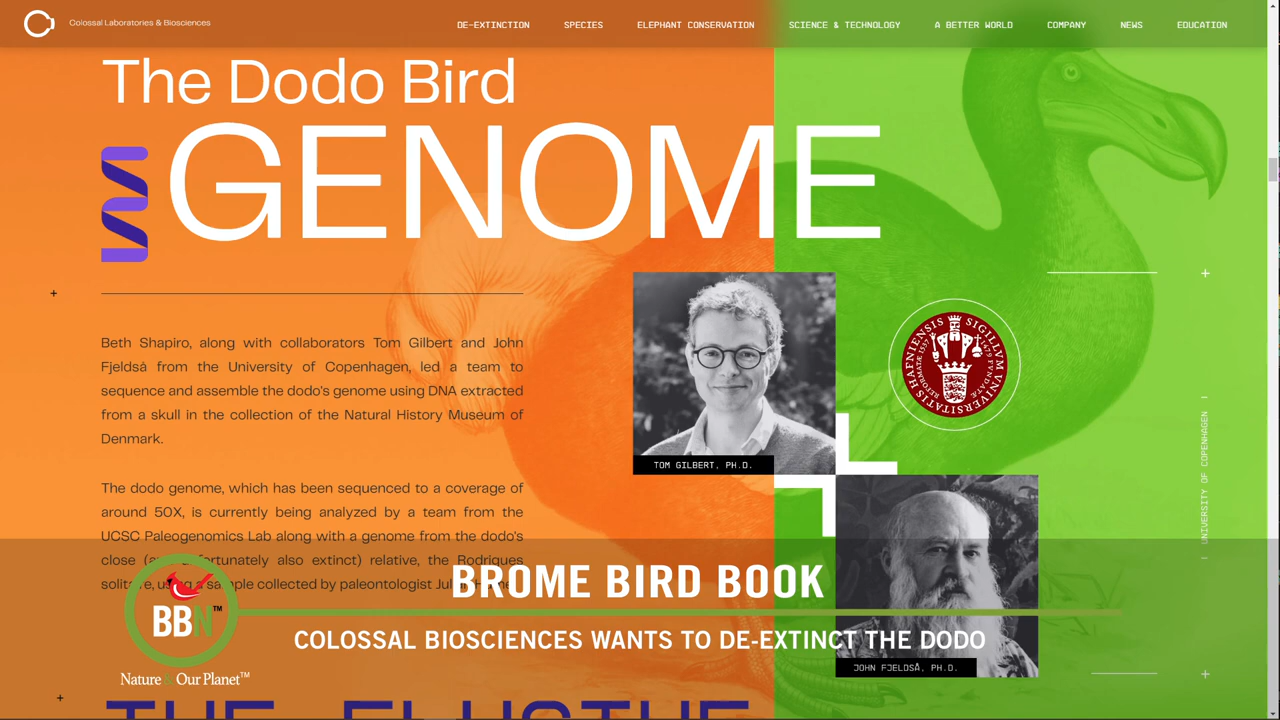 Colossal Laboratories & Biosciences
DE-EXTINCTION SPECIES ELEPHANT CONSERVATION SCIENCE & TECHNOLOGY A BETTER WORLD COMPANY NEWS EDUCATION
The Dodo Bird
GENOME
Beth Shapiro, along with collaborators Tom Gilbert and John
Fjeldså from the University of Copenhagen, led a team to
sequence and assemble the dodo's genome using DNA extracted
from a skull in the collection of the Natural History Museum of
Denmark.
The dodo genome, which has been sequenced to a coverage of
around 50X, is currently being analyzed by a team from the
UCSC Paleogenomics Lab along with a genome from the dodo's
close extinct) relative, the Rodrigues
collected by paleontologist
TOM GILBERT, PH.D.
UNIVERSITY OF COPENHAGEN
JOHN FJELDSÅ, PH.D.
BBN™
Nature & Our Planet™
BROME BIRD BOOK
COLOSSAL BIOSCIENCES WANTS TO DE-EXTINCT THE DODO